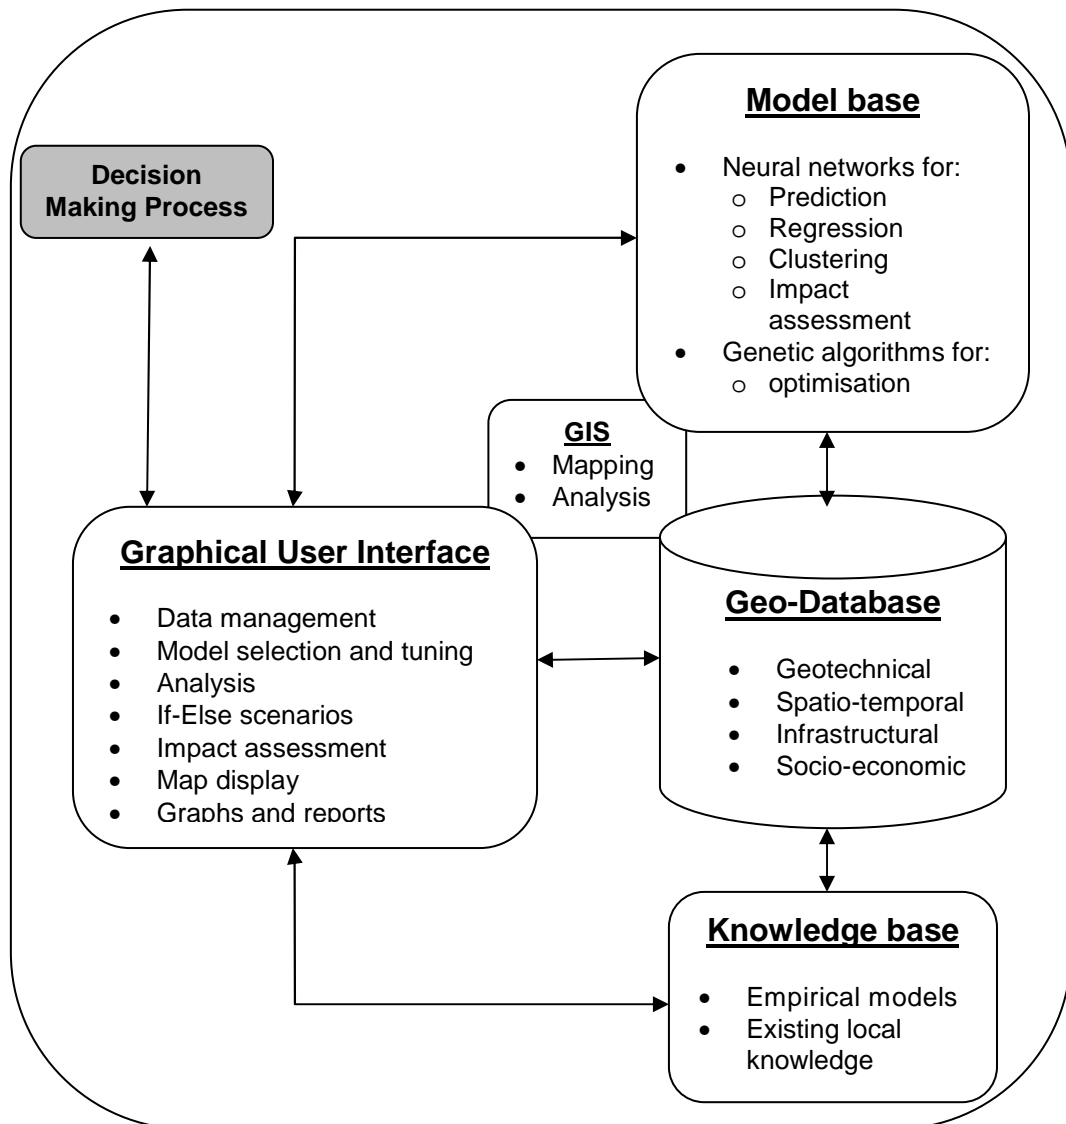 Model base
• Neural networks for:
o Prediction
o Regression
o Clustering
o Impact
assessment
• Genetic algorithms for:
o optimisation
Decision
Making Process
GIS
• Mapping
• Analysis
Graphical User Interface
• Data management
• Model selection and tuning
• Analysis
• If-Else scenarios
• Impact assessment
• Map display
• Graphs and reports
Geo-Database
• Geotechnical
• Spatio-temporal
• Infrastructural
• Socio-economic
Knowledge base
• Empirical models
• Existing local
knowledge